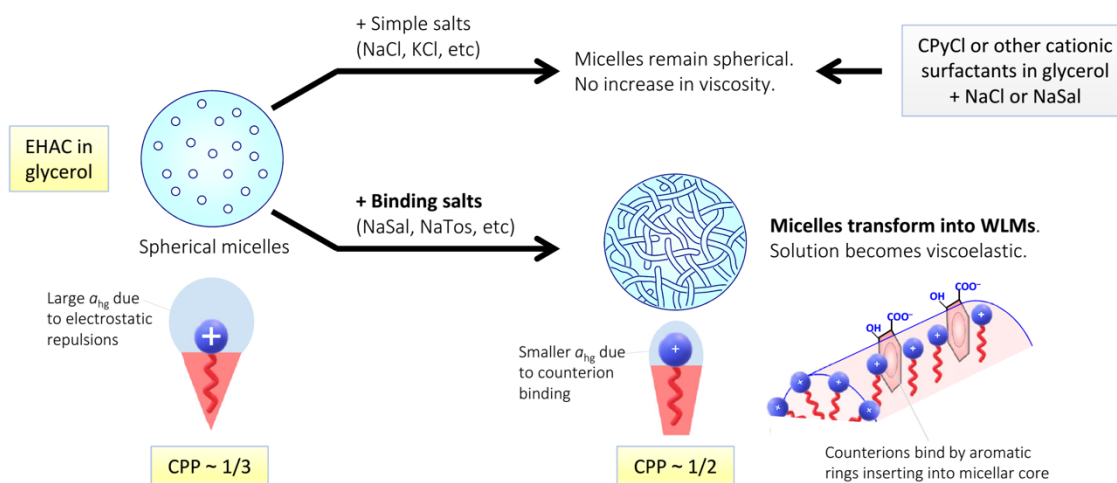 + Simple salts
(NaCl, KCl, etc)
Micelles remain spherical.
No increase in viscosity.
CPyCl or other cationic
surfactants in glycerol
+ NaCl or NaSal
EHAC in
glycerol
Spherical micelles
+ Binding salts
(NaSal, NaTos, etc)
Micelles transform into WLMs.
Solution becomes viscoelastic.
Large a_hg due
to electrostatic
repulsions
+
CPP ~ 1/3
Smaller a_hg due
to counterion
binding
+
CPP ~ 1/2
OH COO⁻
OH COO⁻
+ + + +
+ + + + +
Counterions bind by aromatic
rings inserting into micellar core